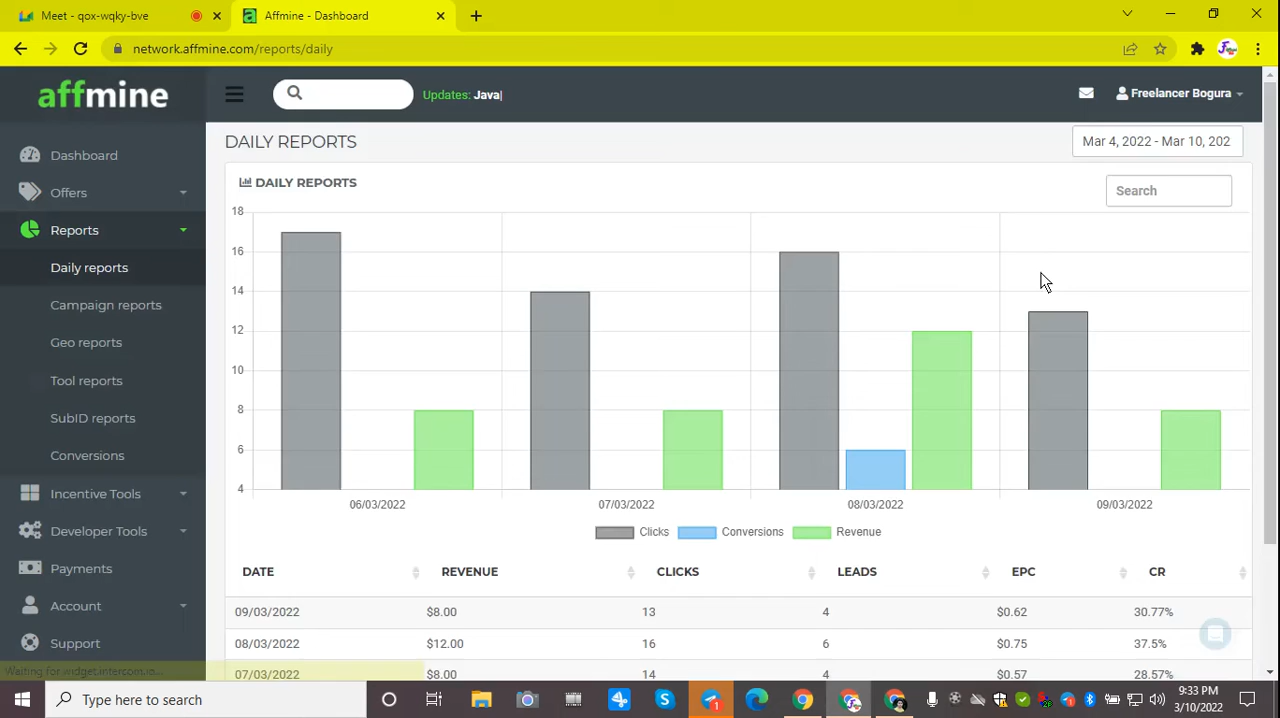 Meet - qox-wqky-bve
Affmine - Dashboard
network.affmine.com/reports/daily
affmine
Updates: Java|
Freelancer Bogura
Dashboard
Offers
Reports
Daily reports
Campaign reports
Geo reports
Tool reports
SubID reports
Conversions
Incentive Tools
Developer Tools
Payments
Account
Support
DAILY REPORTS
Mar 4, 2022 - Mar 10, 202
DAILY REPORTS
Search
18
16
14
12
10
8
6
4
06/03/2022 07/03/2022 08/03/2022 09/03/2022
Clicks Conversions Revenue
DATE REVENUE CLICKS LEADS EPC CR
09/03/2022 $8.00 13 4 $0.62 30.77%
08/03/2022 $12.00 16 6 $0.75 37.5%
07/03/2022 $8.00 14 4 $0.57 28.57%
Waiting for widget.intercom.io...
Type here to search
9:33 PM
3/10/2022